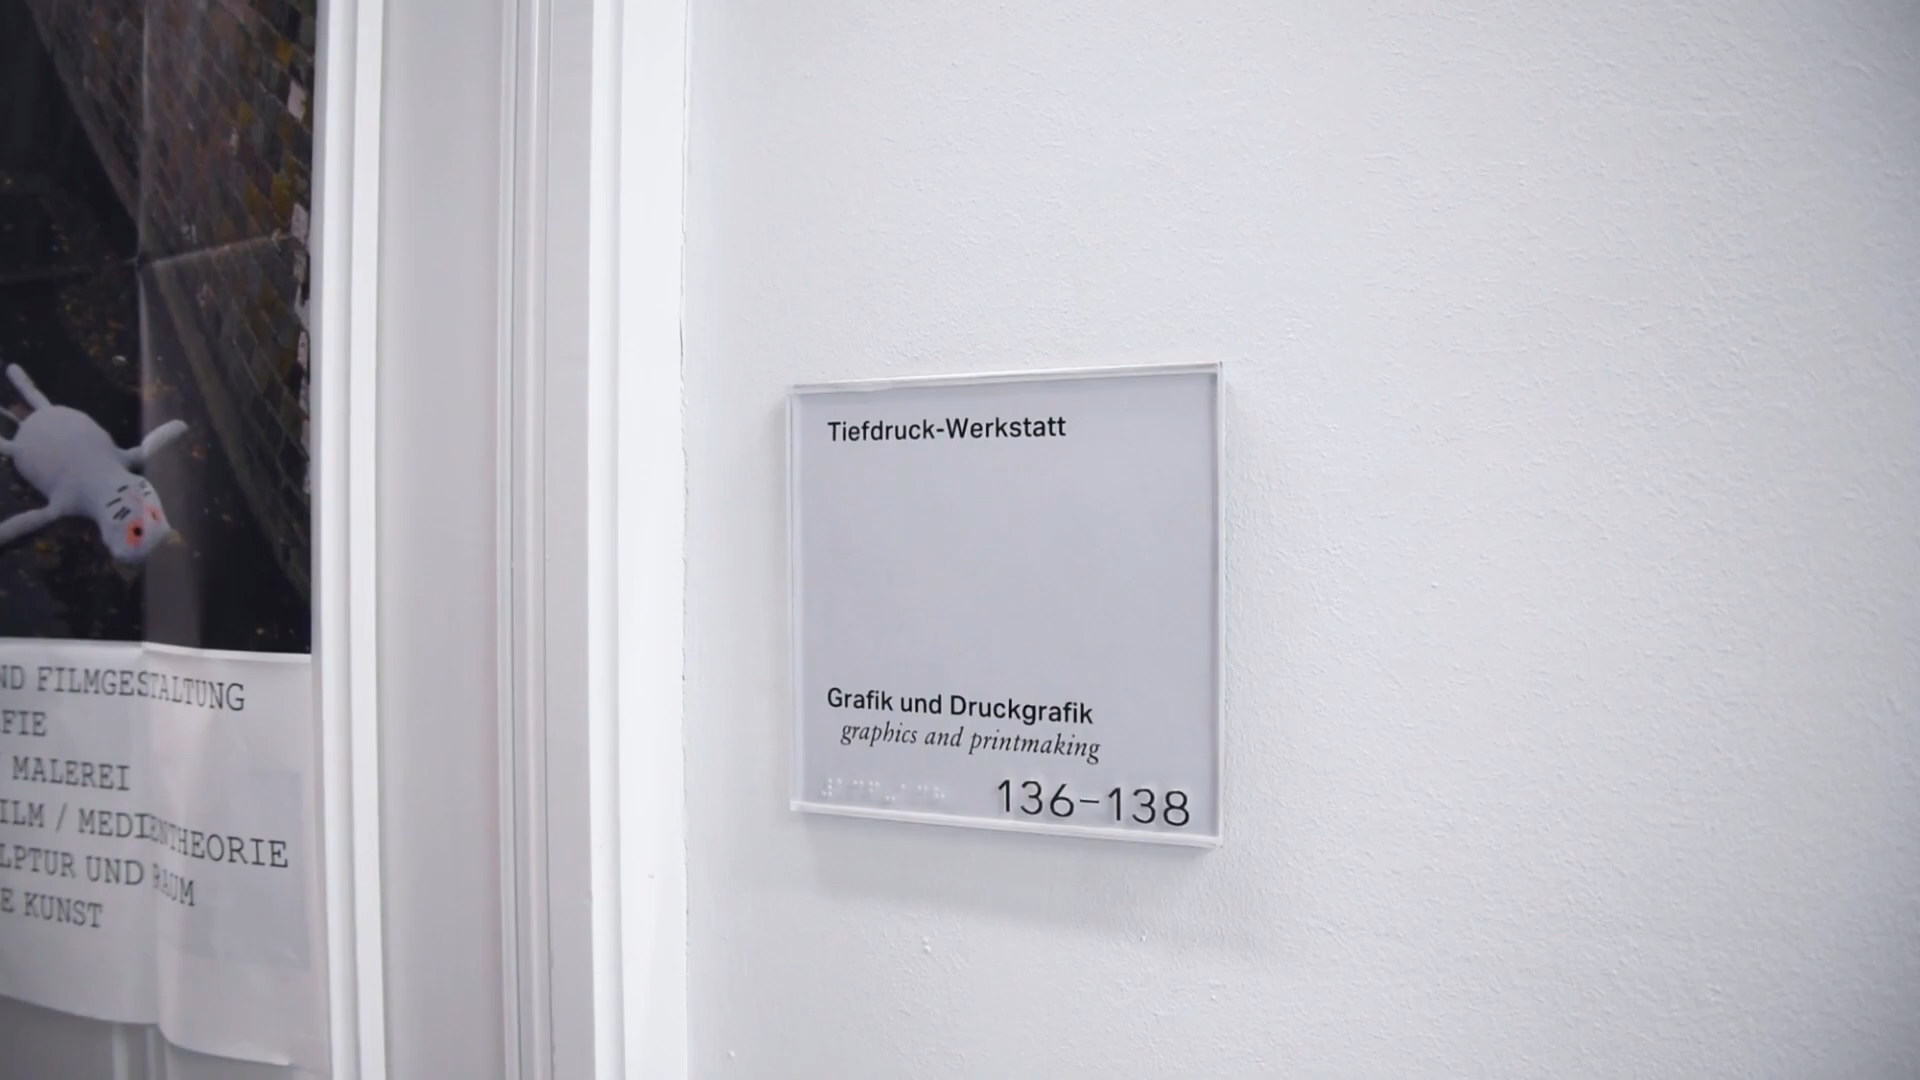 ND FILMGESTALTUNG
FIE
/ MALEREI
ILM / MEDIENTHEORIE
LPTUR UND RAUM
E KUNST
Tiefdruck-Werkstatt
Grafik und Druckgrafik
graphics and printmaking
136-138